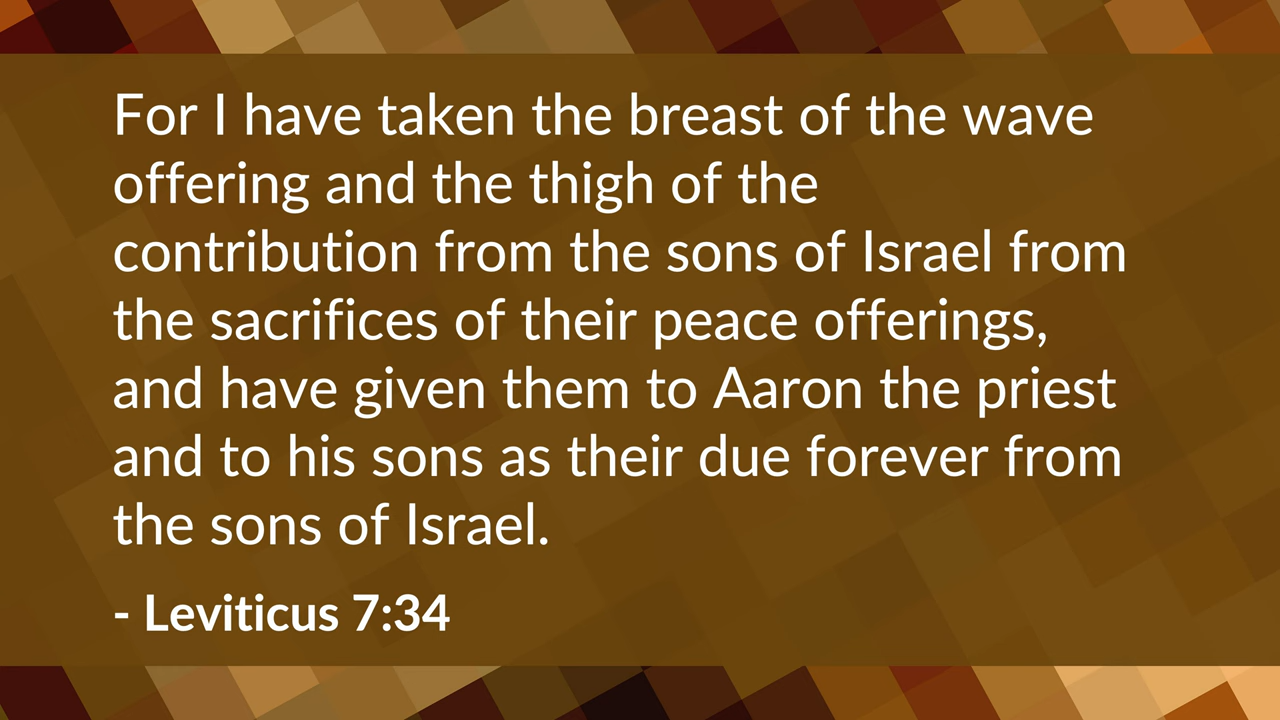 For I have taken the breast of the wave
offering and the thigh of the
contribution from the sons of Israel from
the sacrifices of their peace offerings,
and have given them to Aaron the priest
and to his sons as their due forever from
the sons of Israel.
- Leviticus 7:34